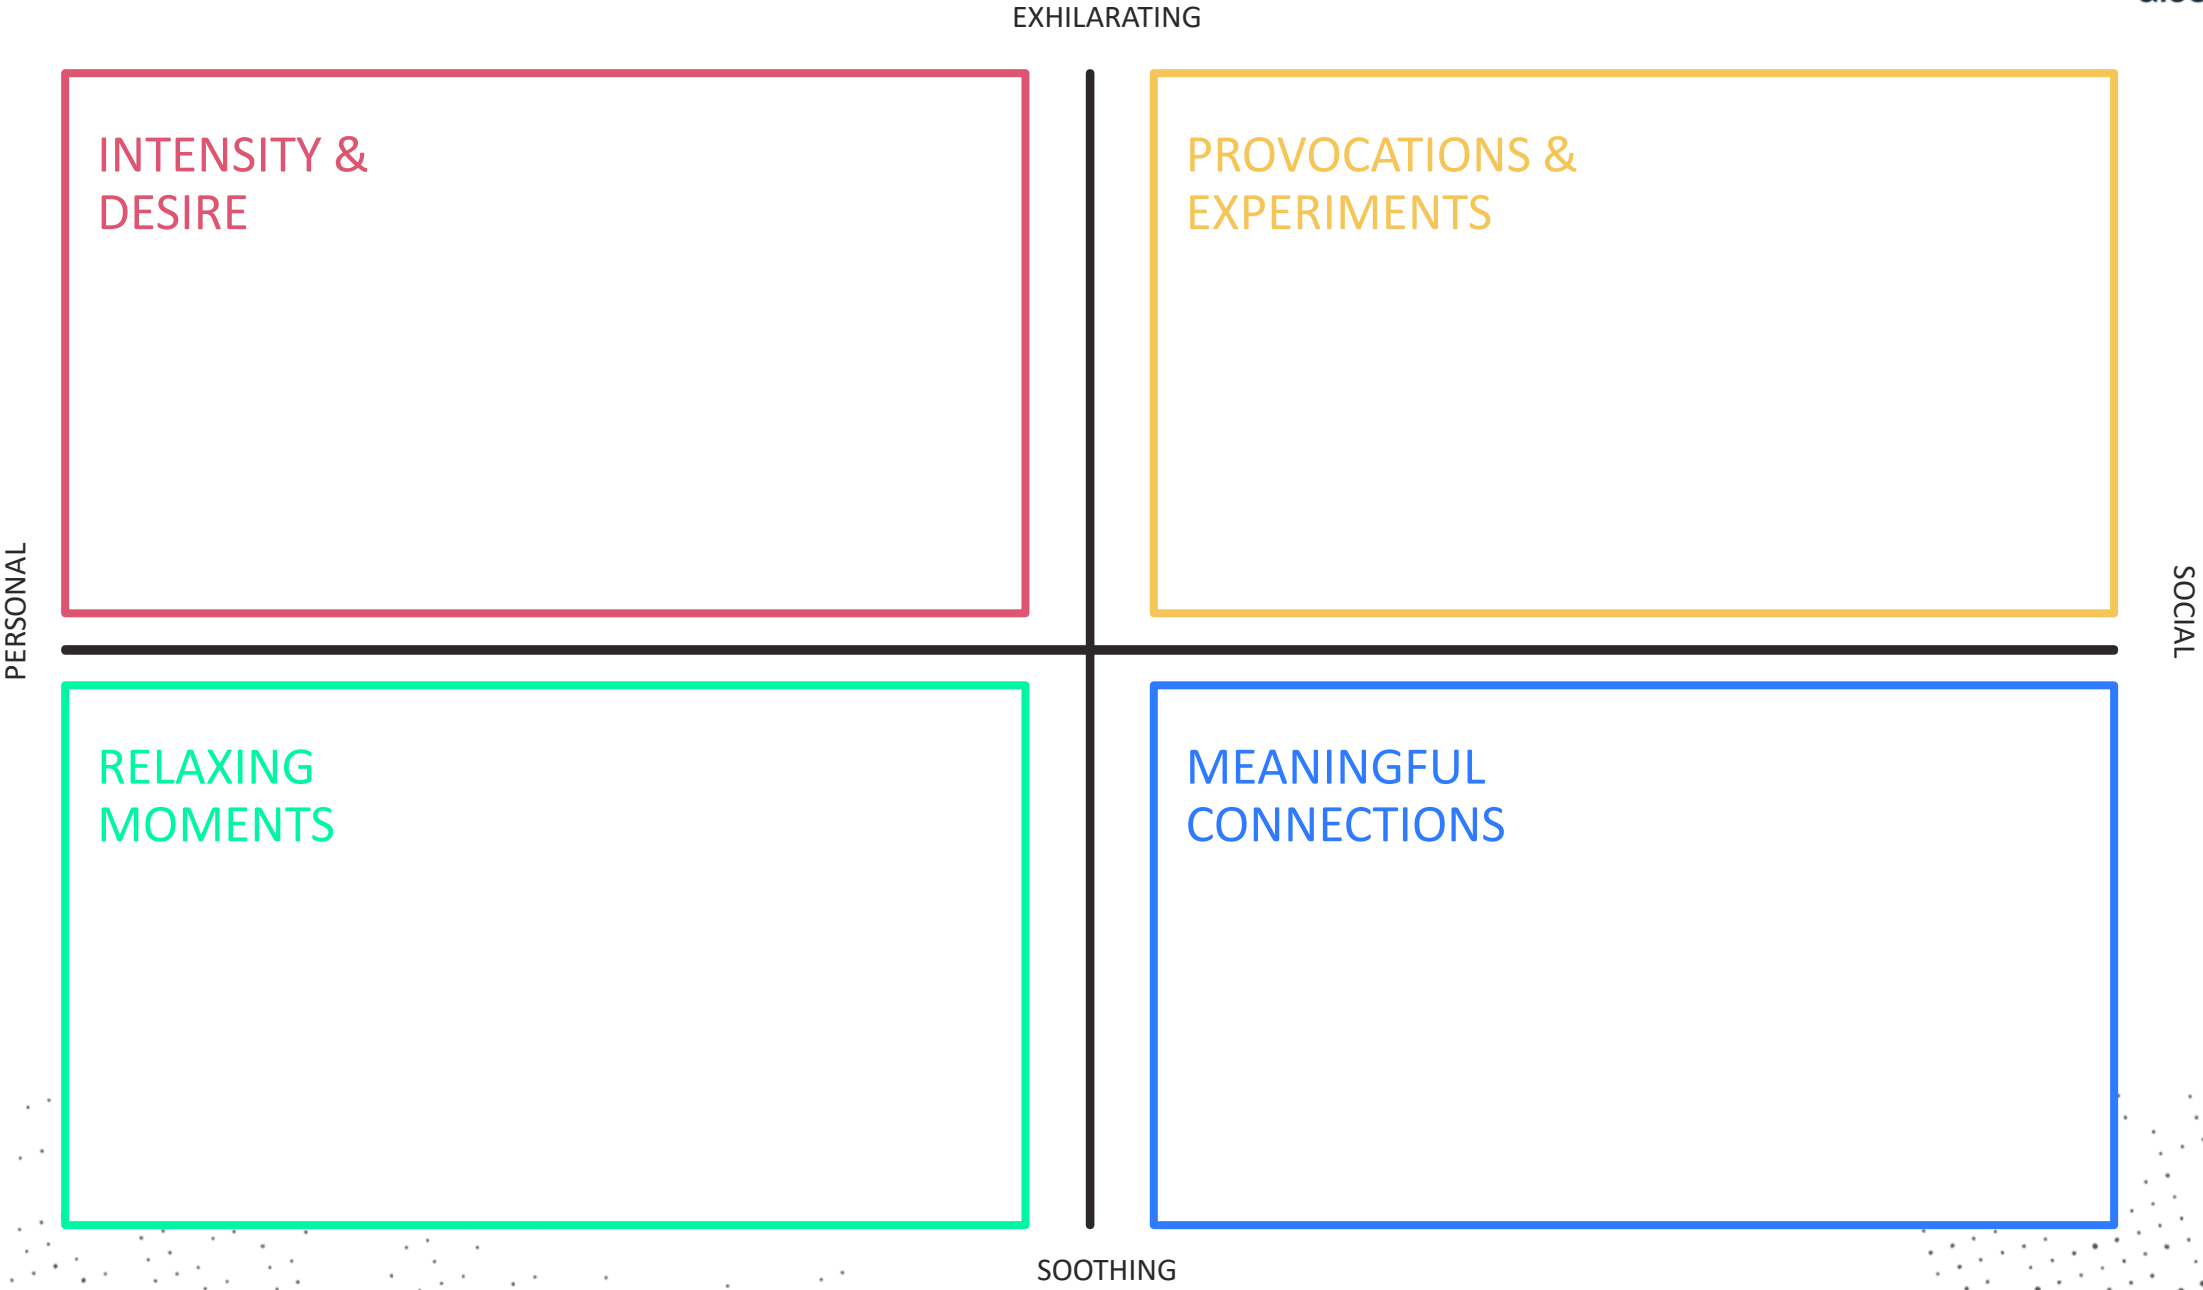 EXHILARATING
INTENSITY &
DESIRE
PROVOCATIONS &
EXPERIMENTS
PERSONAL
SOCIAL
RELAXING
MOMENTS
MEANINGFUL
CONNECTIONS
SOOTHING